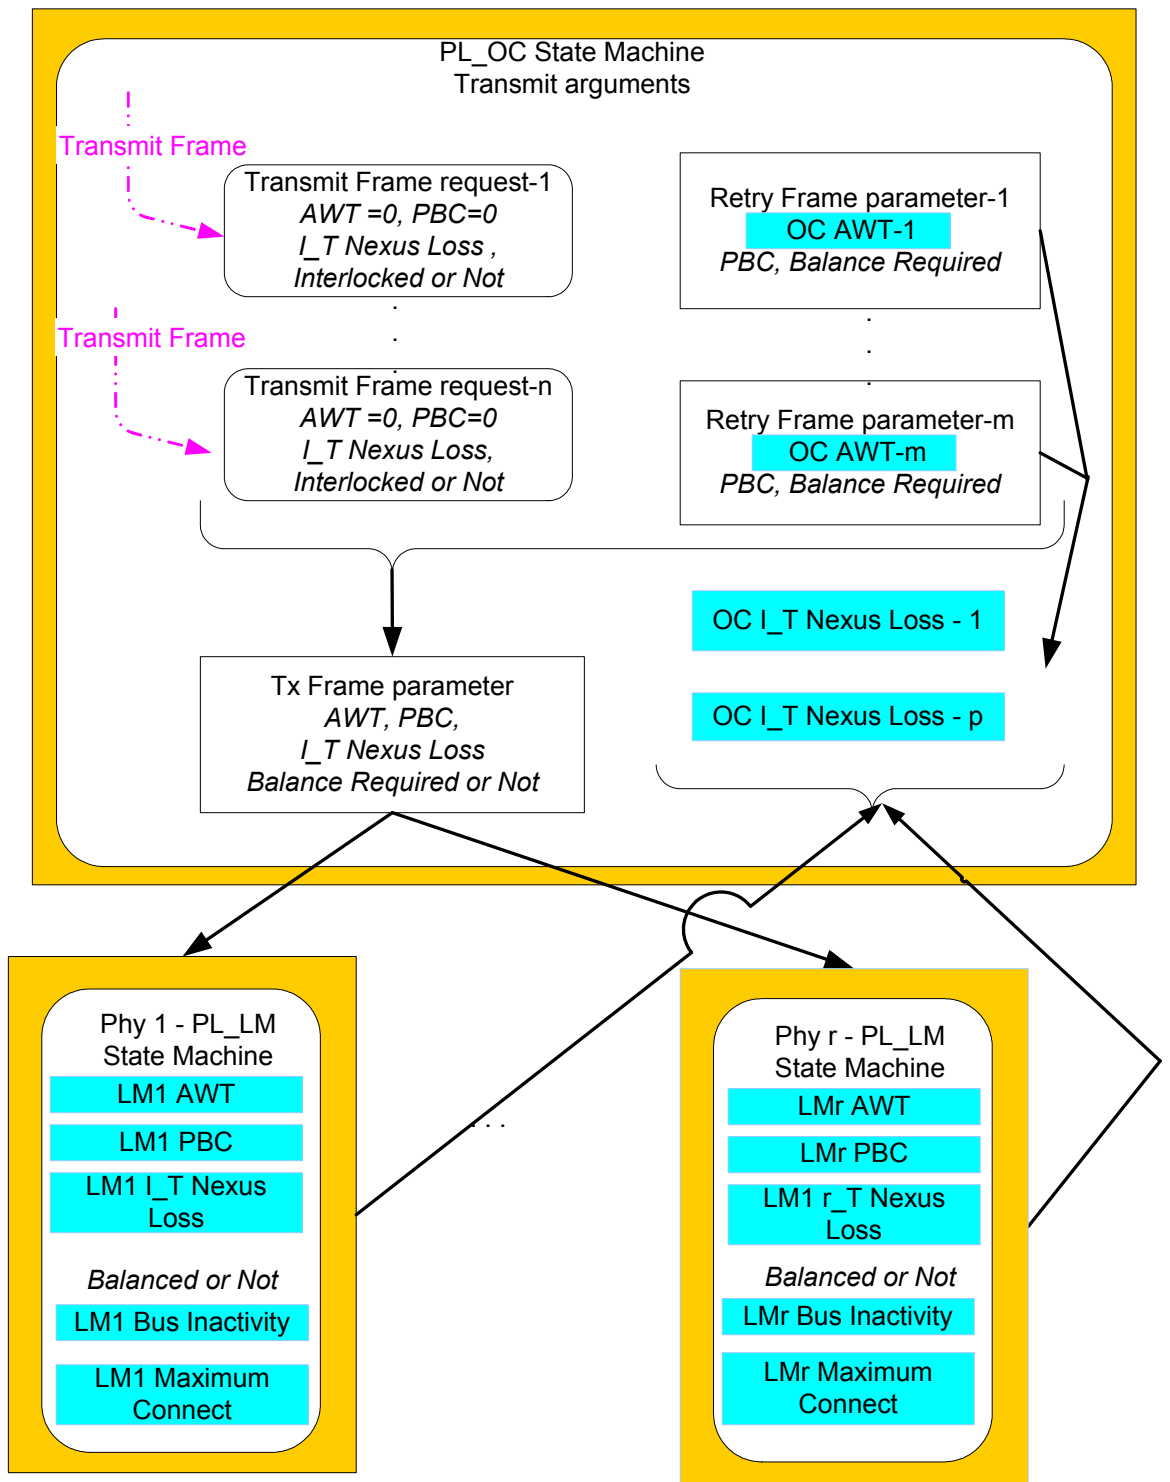 PL_OC State Machine
Transmit arguments
Transmit Frame
Transmit Frame request-1
AWT =0, PBC=0
I_T Nexus Loss ,
Interlocked or Not
Retry Frame parameter-1
OC AWT-1
PBC, Balance Required
.
.
.
.
.
.
Transmit Frame
Transmit Frame request-n
AWT =0, PBC=0
I_T Nexus Loss,
Interlocked or Not
Retry Frame parameter-m
OC AWT-m
PBC, Balance Required
Tx Frame parameter
AWT, PBC,
I_T Nexus Loss
Balance Required or Not
OC I_T Nexus Loss - 1
OC I_T Nexus Loss - p
Phy 1 - PL_LM
State Machine
LM1 AWT
LM1 PBC
LM1 I_T Nexus
Loss
Balanced or Not
LM1 Bus Inactivity
LM1 Maximum
Connect
. . .
Phy r - PL_LM
State Machine
LMr AWT
LMr PBC
LM1 r_T Nexus
Loss
Balanced or Not
LMr Bus Inactivity
LMr Maximum
Connect